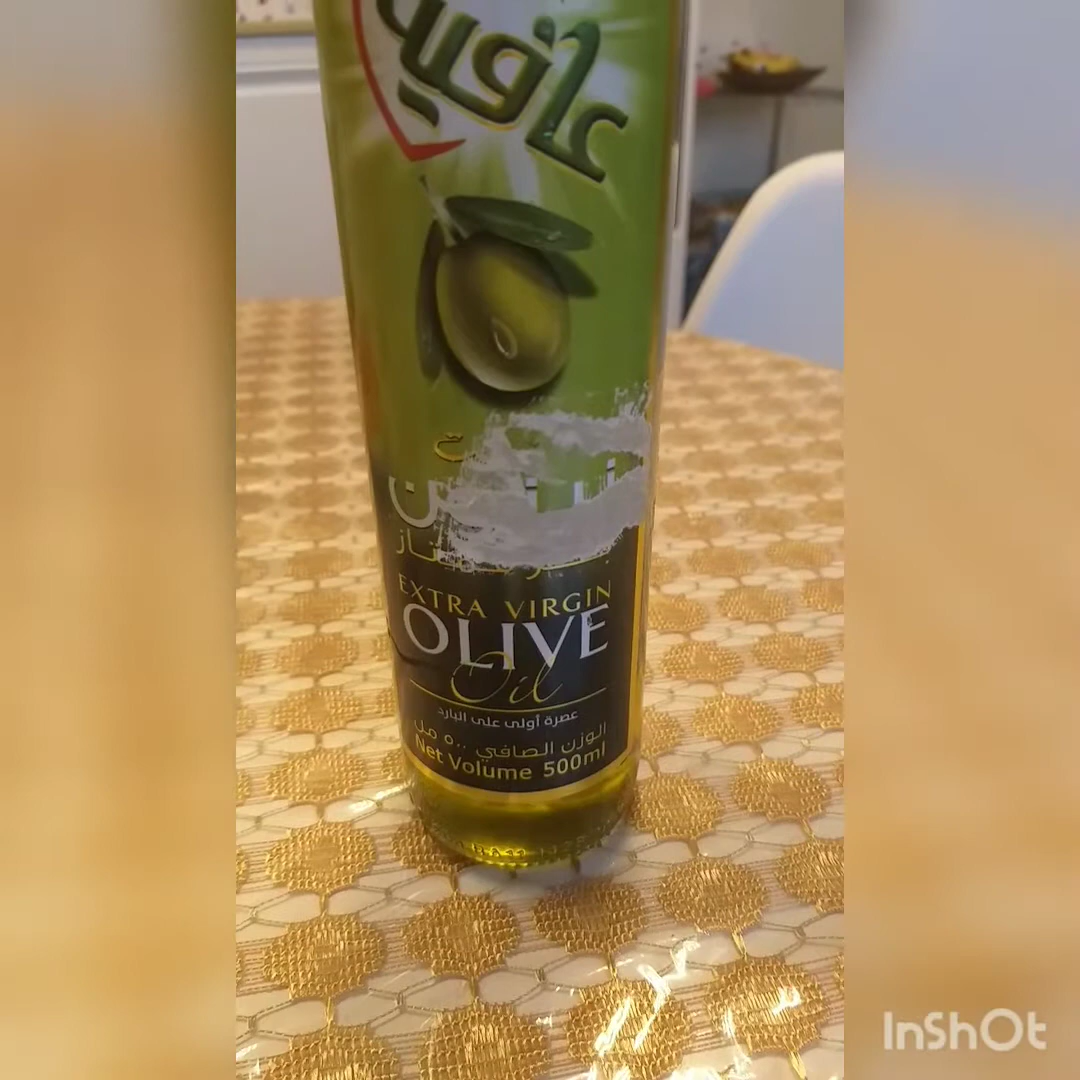 عافية
EXTRA VIRGIN
OLIVE
Oil
عصرة أولى على البارد
الوزن الصافي ٥٠٠ مل
Net Volume 500ml
InShOt